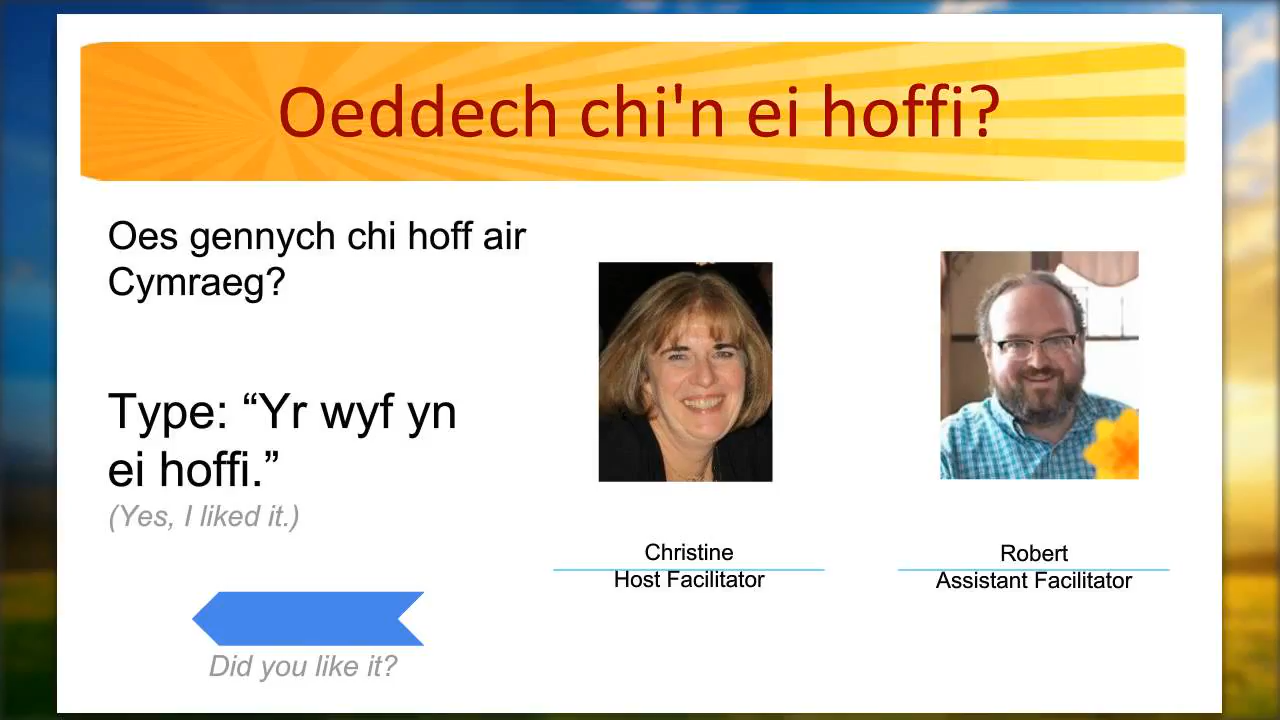 Oeddech chi'n ei hoffi?
Oes gennych chi hoff air
Cymraeg?
Type: “Yr wyf yn
ei hoffi.”
(Yes, I liked it.)
Did you like it?
Christine
Host Facilitator
Robert
Assistant Facilitator